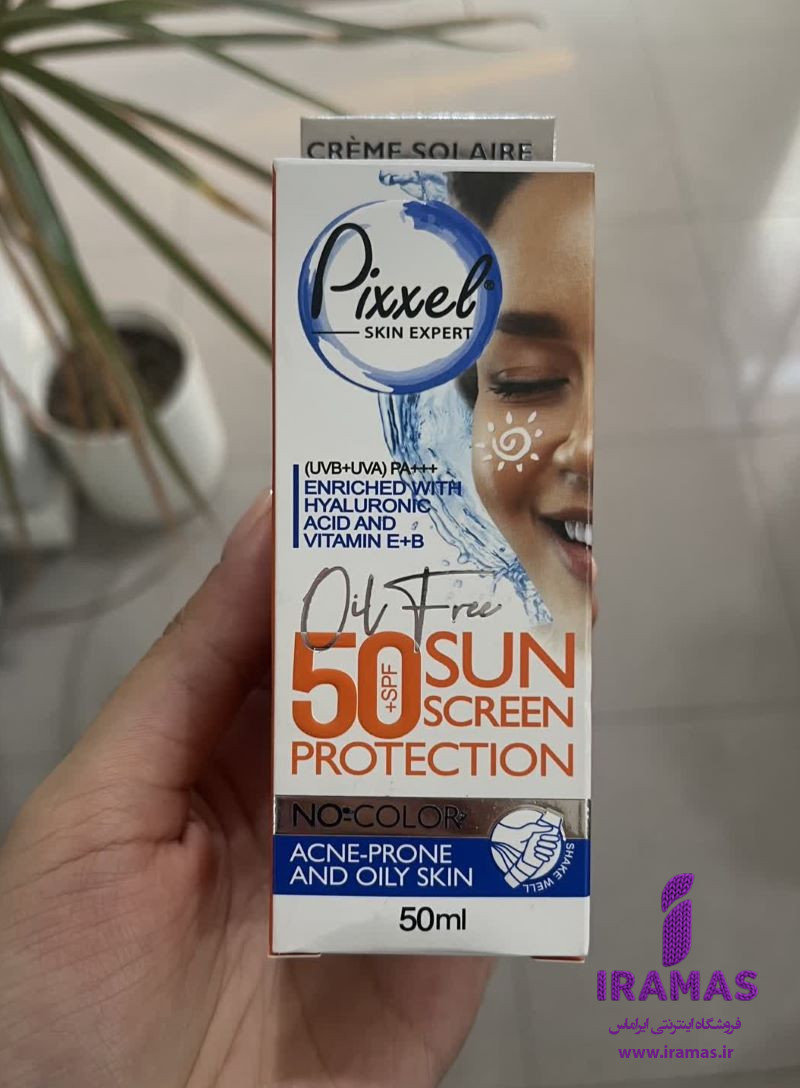 CRÈME SOLAIRE
Pixxel®
SKIN EXPERT
(UVB+UVA) PA+++
ENRICHED WITH
HYALURONIC
ACID AND
VITAMIN E+B
Oil Free
50 +SPF SUN
SCREEN
PROTECTION
NO COLOR
ACNE-PRONE
AND OILY SKIN
SHAKE WELL
50ml
IRAMAS
فروشگاه اینترنتی ایراماس
www.iramas.ir